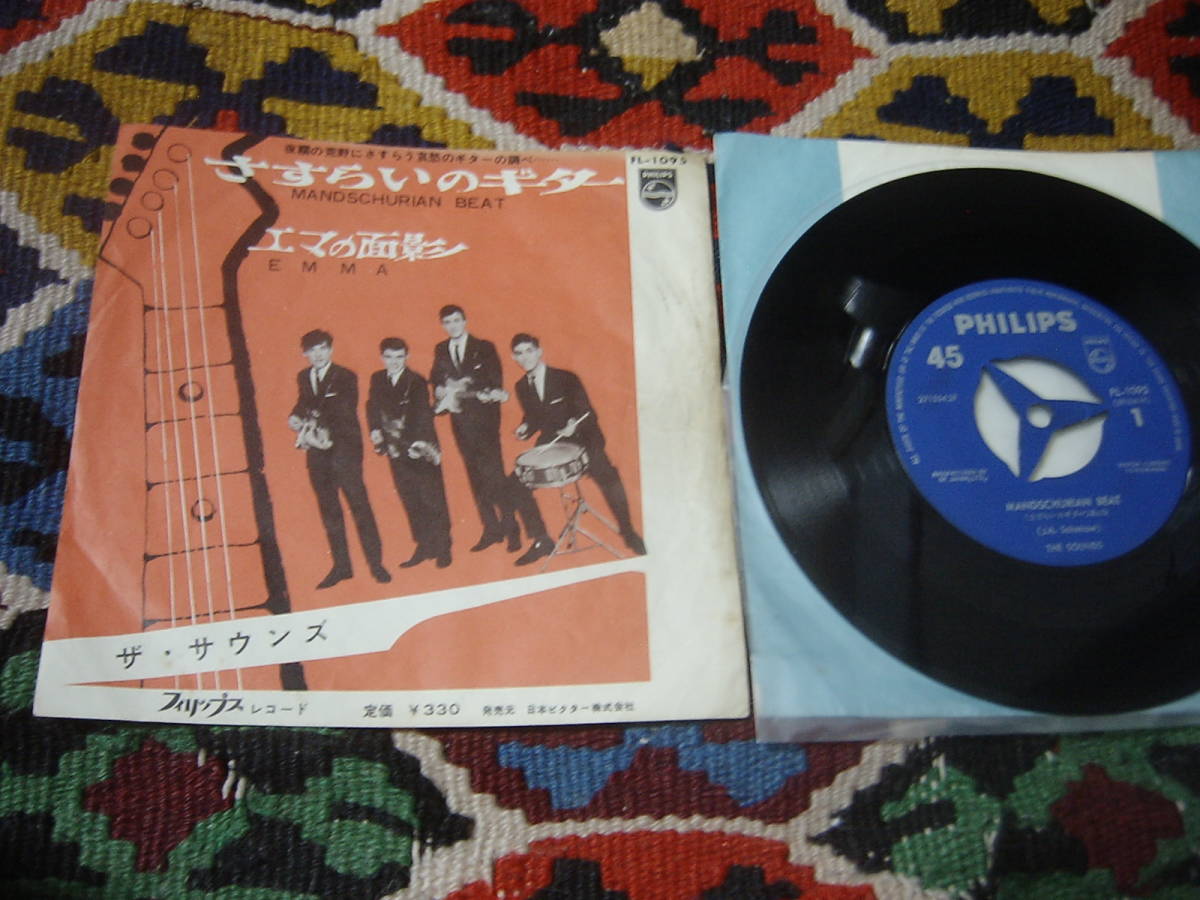 夜霧の荒野にさすらう哀愁のギターの調べ……
さすらいのギター
MANDSCHURIAN BEAT
エマの面影
EMMA
FL-1095
PHILIPS
ザ・サウンズ
フィリップス レコード
定価 ¥330
発売元 日本ビクター株式会社
PHILIPS
45
FL-1095
1
MANDSCHURIAN BEAT
THE SOUNDS